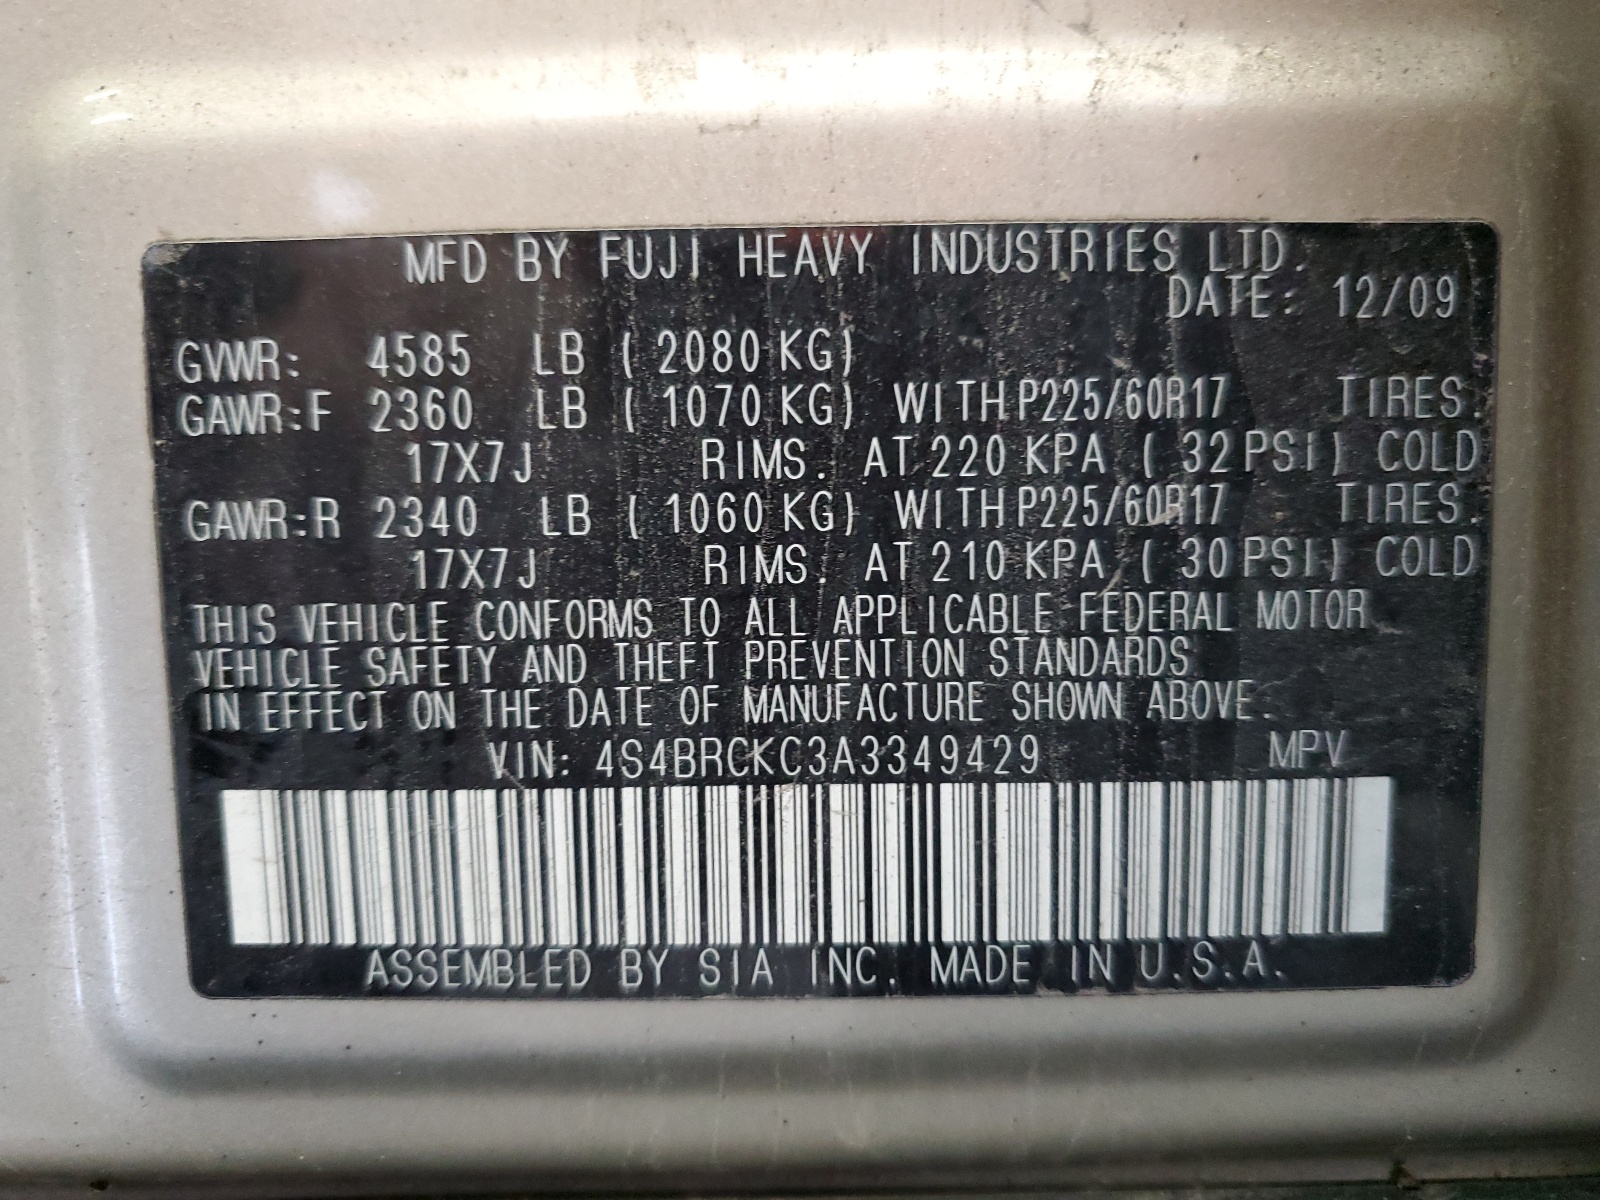 MFD BY FUJI HEAVY INDUSTRIES LTD.
DATE: 12/09
GVWR: 4585 LB ( 2080 KG)
GAWR:F 2360 LB ( 1070 KG) WITH P225/60R17 TIRES.
17X7J RIMS. AT 220 KPA ( 32 PSI) COLD
GAWR:R 2340 LB ( 1060 KG) WITH P225/60R17 TIRES.
17X7J RIMS. AT 210 KPA ( 30 PSI) COLD
THIS VEHICLE CONFORMS TO ALL APPLICABLE FEDERAL MOTOR
VEHICLE SAFETY AND THEFT PREVENTION STANDARDS
IN EFFECT ON THE DATE OF MANUFACTURE SHOWN ABOVE.
VIN: 4S4BRCKC3A3349429 MPV
ASSEMBLED BY SIA INC. MADE IN U.S.A.